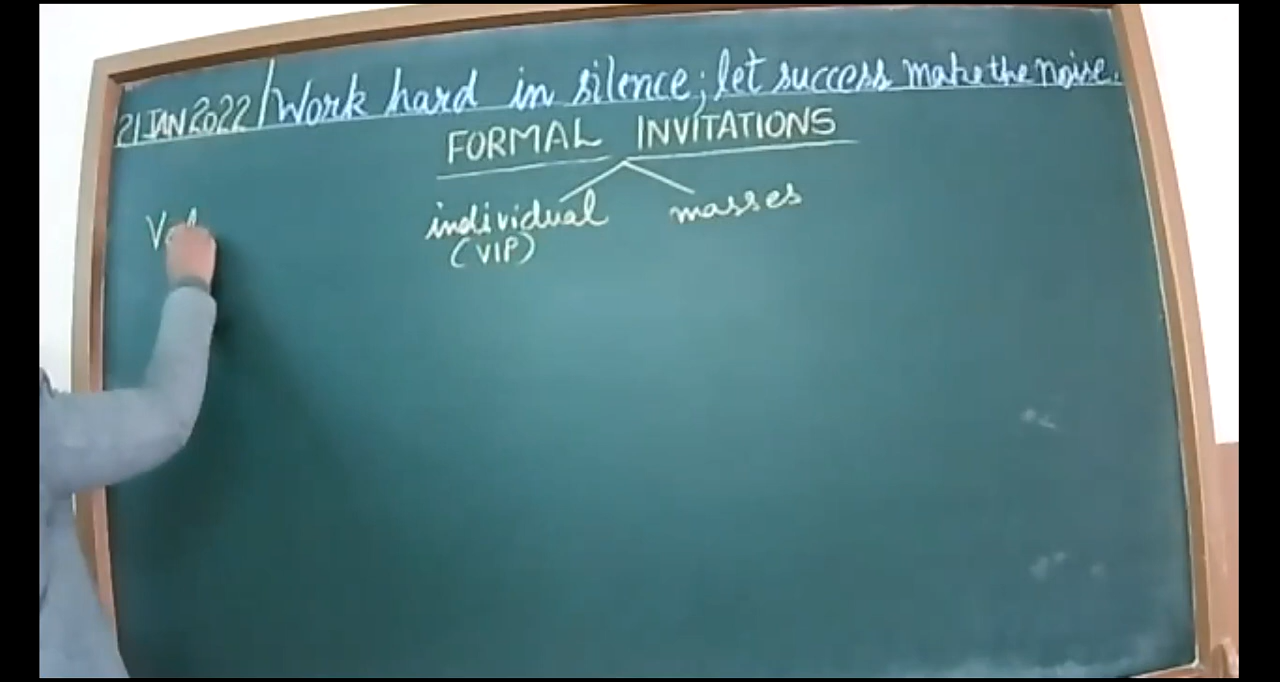 21 JAN 2022 / Work hard in silence; let success make the noise.
FORMAL INVITATIONS
individual masses
(VIP)